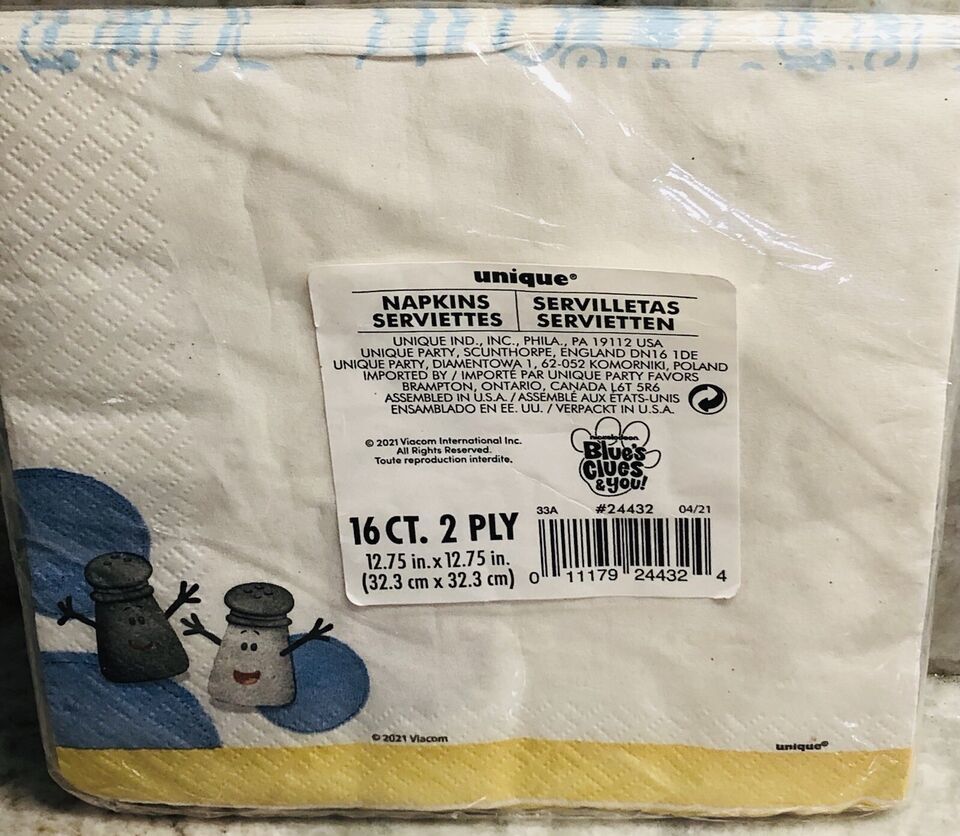 unique®
NAPKINS SERVILLETAS
SERVIETTES SERVIETTEN
UNIQUE IND., INC., PHILA., PA 19112 USA
UNIQUE PARTY, SCUNTHORPE, ENGLAND DN16 1DE
UNIQUE PARTY, DIAMENTOWA 1, 62-052 KOMORNIKI, POLAND
IMPORTED BY / IMPORTÉ PAR UNIQUE PARTY FAVORS
BRAMPTON, ONTARIO, CANADA L6T 5R6
ASSEMBLED IN U.S.A. / ASSEMBLÉ AUX ÉTATS-UNIS
ENSAMBLADO EN EE. UU. / VERPACKT IN U.S.A.
© 2021 Viacom International Inc.
All Rights Reserved.
Toute reproduction interdite.
nickelodeon
Blue's
Clues
& you!
33A #24432 04/21
16 CT. 2 PLY
12.75 in. x 12.75 in.
(32.3 cm x 32.3 cm)
0 11179 24432 4
© 2021 Viacom
unique®